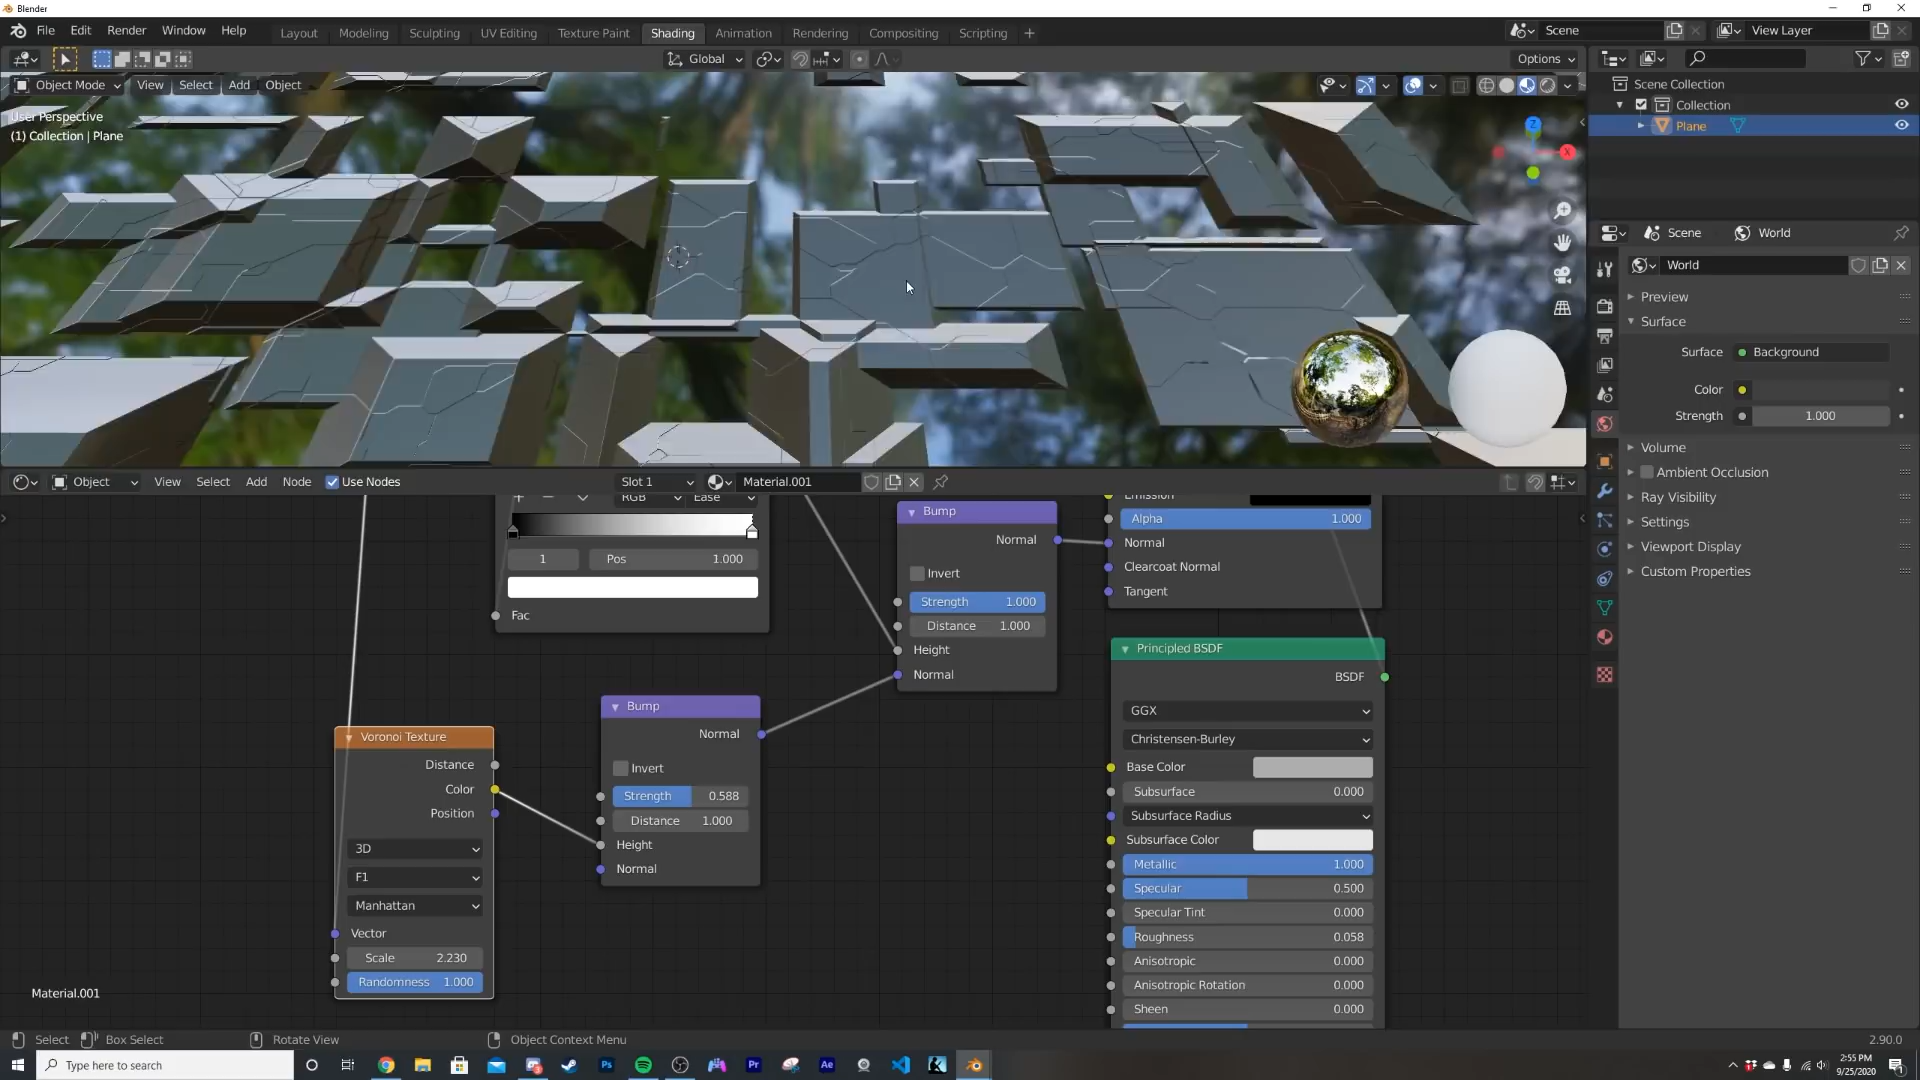 Blender
File Edit Render Window Help Layout Modeling Sculpting UV Editing Texture Paint Shading Animation Rendering Compositing Scripting + Scene View Layer
Global Options
Object Mode View Select Add Object
User Perspective
(1) Collection | Plane
Z
X
Scene Collection
Collection
Plane
Scene World
World
Preview
Surface
Surface Background
Color
Strength 1.000
Volume
Ambient Occlusion
Ray Visibility
Settings
Viewport Display
Custom Properties
Object View Select Add Node Use Nodes Slot 1 Material.001
RGB Ease
1 Pos 1.000
Fac
Bump
Normal
Invert
Strength 1.000
Distance 1.000
Height
Normal
Emission
Alpha 1.000
Normal
Clearcoat Normal
Tangent
Voronoi Texture
Distance
Color
Position
3D
F1
Manhattan
Vector
Scale 2.230
Randomness 1.000
Bump
Normal
Invert
Strength 0.588
Distance 1.000
Height
Normal
Principled BSDF
BSDF
GGX
Christensen-Burley
Base Color
Subsurface 0.000
Subsurface Radius
Subsurface Color
Metallic 1.000
Specular 0.500
Specular Tint 0.000
Roughness 0.058
Anisotropic 0.000
Anisotropic Rotation 0.000
Sheen 0.000
Material.001
Select Box Select Rotate View Object Context Menu 2.90.0
Type here to search
Ps Pr Ae
2:55 PM
9/25/2020